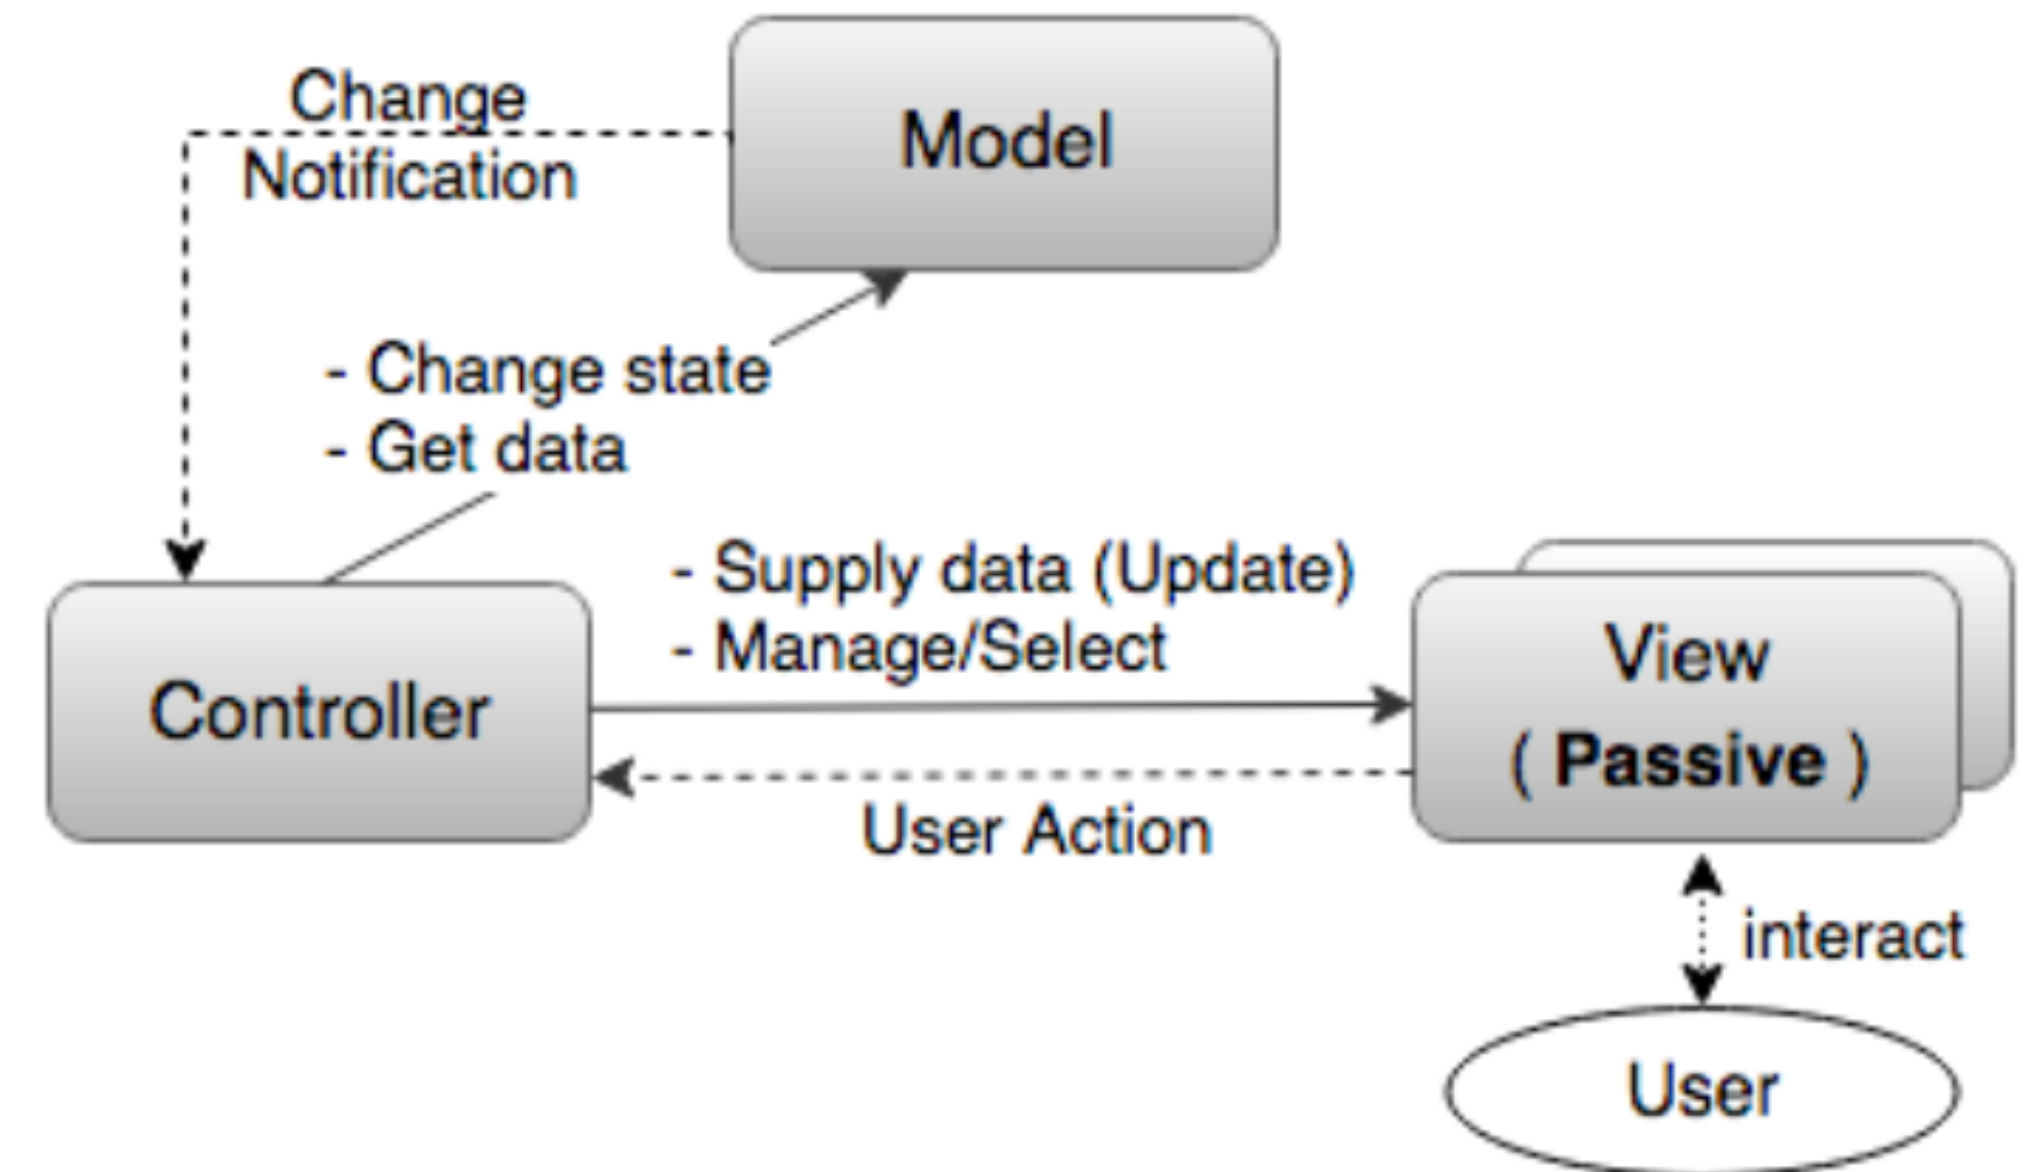 Change
Notification
Model
- Change state
- Get data
- Supply data (Update)
- Manage/Select
Controller
View
( Passive )
User Action
interact
User